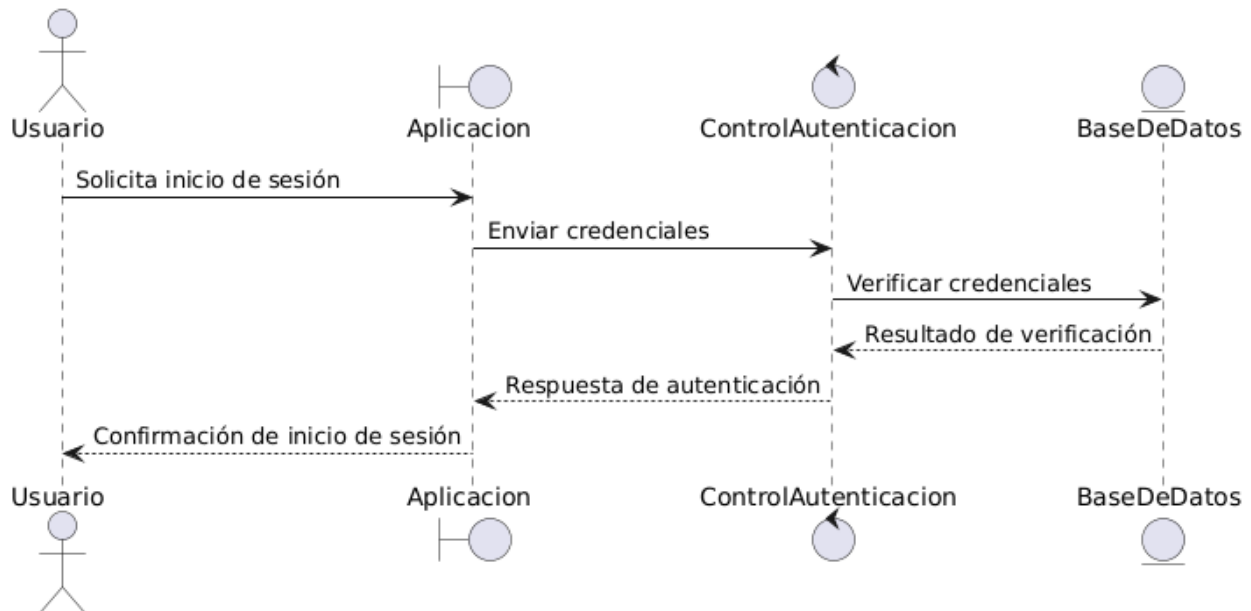 Usuario
Aplicacion
ControlAutenticacion
BaseDeDatos
Solicita inicio de sesión
Enviar credenciales
Verificar credenciales
Resultado de verificación
Respuesta de autenticación
Confirmación de inicio de sesión
Usuario
Aplicacion
ControlAutenticacion
BaseDeDatos